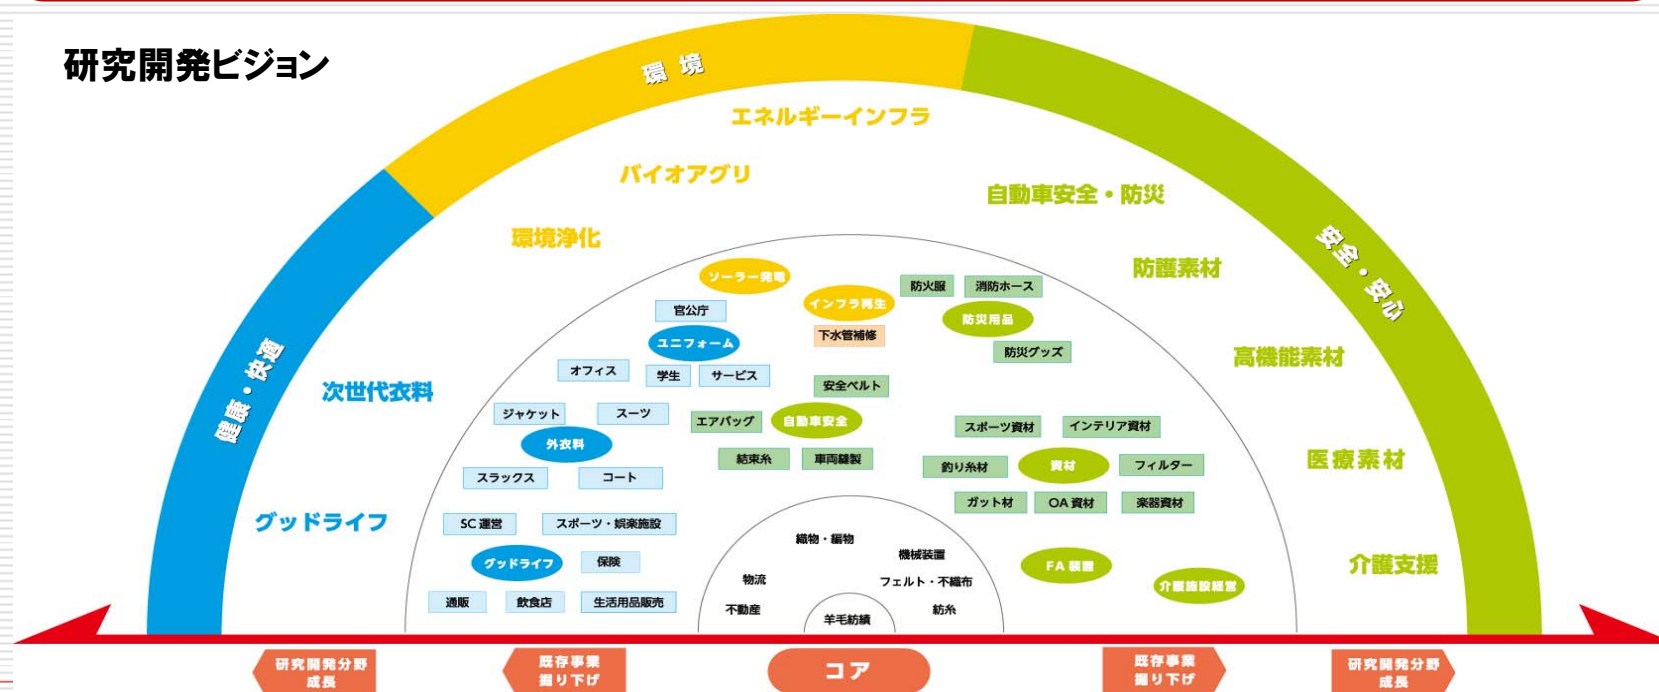 研究開発ビジョン
環境
健康・快適
安全・安心
エネルギーインフラ
バイオアグリ
環境浄化
次世代衣料
グッドライフ
自動車安全・防災
防護素材
高機能素材
医療素材
介護支援
ソーラー発電
インフラ再生
下水管補修
官公庁
ユニフォーム
オフィス
学生
サービス
防火服
消防ホース
防災用品
防災グッズ
ジャケット
スーツ
外衣料
スラックス
コート
安全ベルト
エアバッグ
自動車安全
結束糸
車両縫製
スポーツ資材
インテリア資材
釣り糸材
資材
フィルター
ガット材
OA 資材
楽器資材
SC 運営
スポーツ・娯楽施設
グッドライフ
保険
通販
飲食店
生活用品販売
FA 装置
介護施設経営
織物・編物
機械装置
物流
フェルト・不織布
不動産
紡糸
羊毛紡績
研究開発分野
成長
既存事業
掘り下げ
コア
既存事業
掘り下げ
研究開発分野
成長